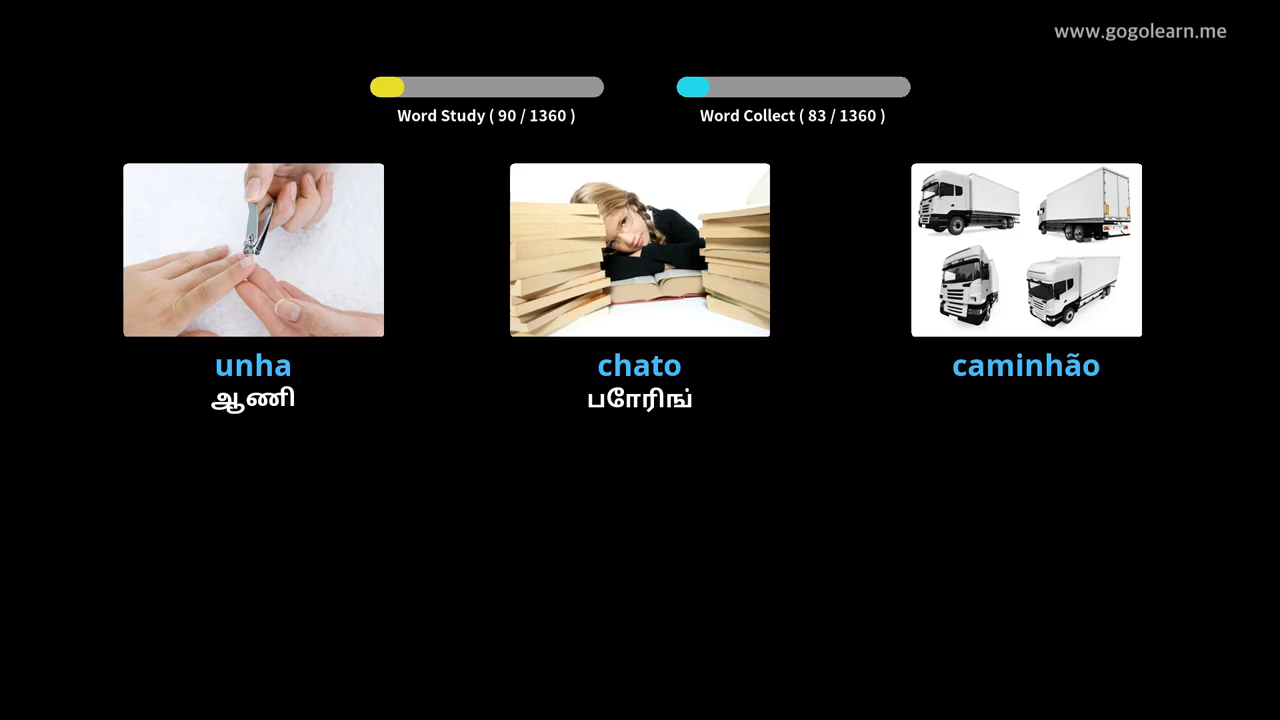 www.gogolearn.me
Word Study ( 90 / 1360 )
Word Collect ( 83 / 1360 )
unha
chato
caminhão
ஆணி
போரிங்